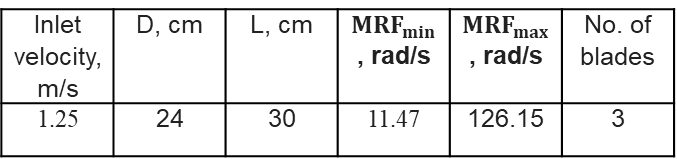 Inlet velocity, m/s D, cm L, cm MRFmin , rad/s MRFmax , rad/s No. of blades
1.25 24 30 11.47 126.15 3